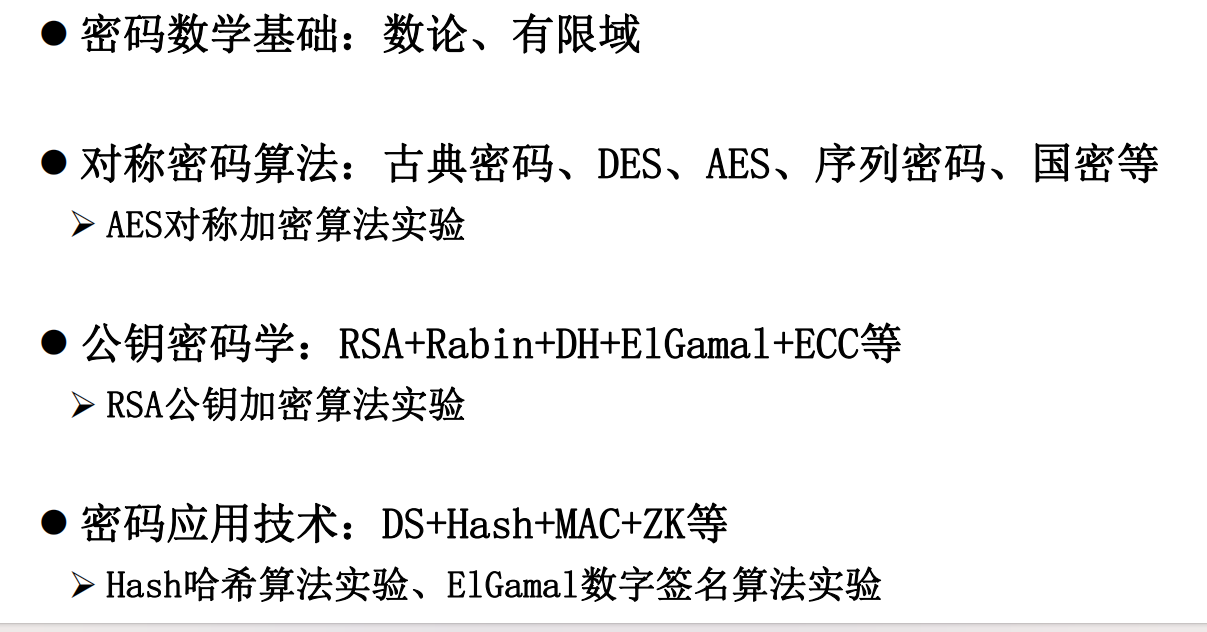 ● 密码数学基础：数论、有限域
● 对称密码算法：古典密码、DES、AES、序列密码、国密等
➢ AES对称加密算法实验
● 公钥密码学：RSA+Rabin+DH+ElGamal+ECC等
➢ RSA公钥加密算法实验
● 密码应用技术：DS+Hash+MAC+ZK等
➢ Hash哈希算法实验、ElGamal数字签名算法实验